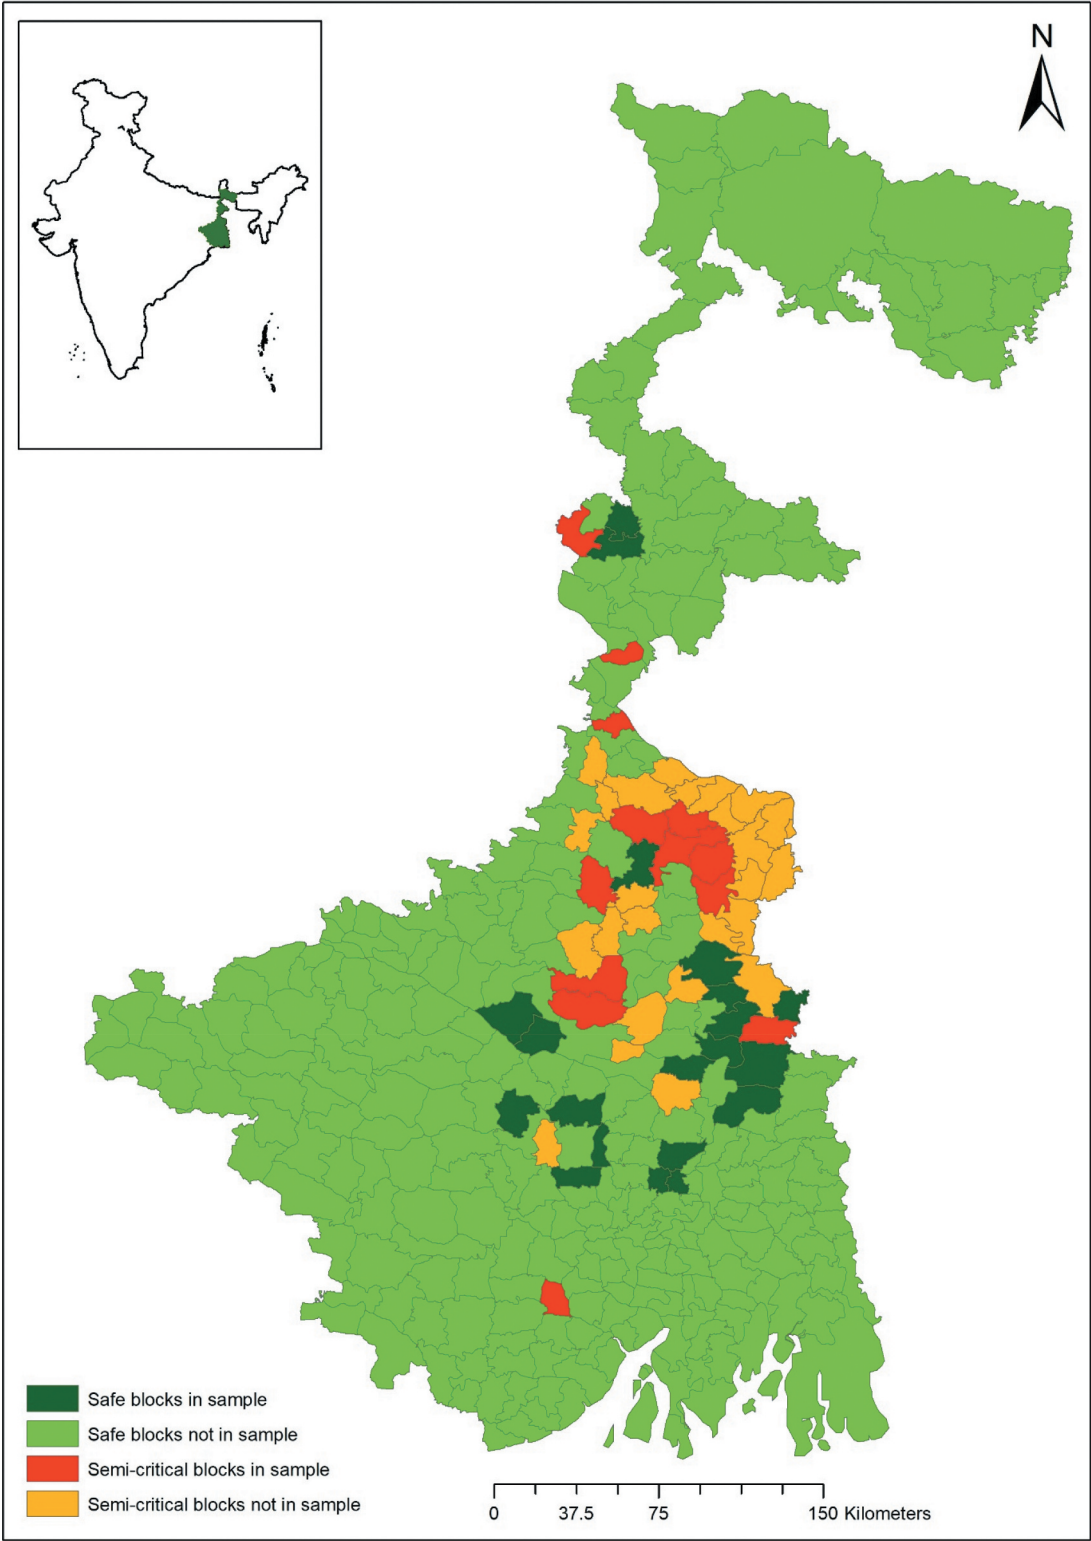 N
Safe blocks in sample
Safe blocks not in sample
Semi-critical blocks in sample
Semi-critical blocks not in sample
0 37.5 75 150 Kilometers